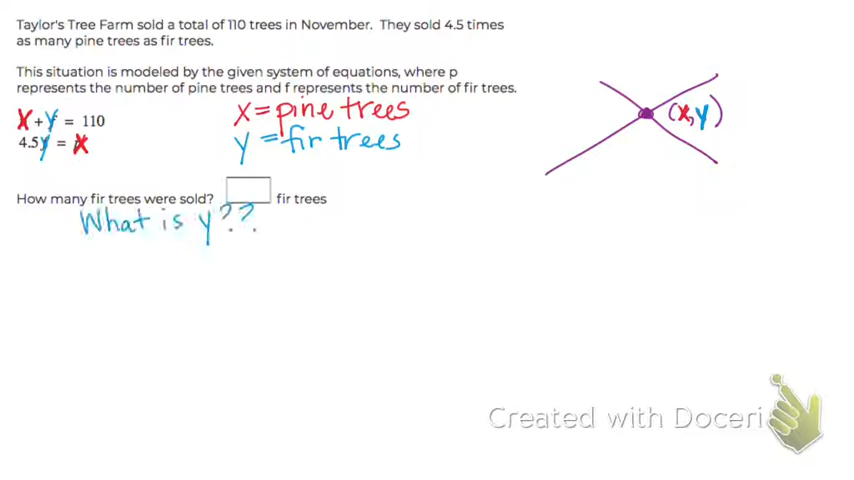 Taylor's Tree Farm sold a total of 110 trees in November. They sold 4.5 times
as many pine trees as fir trees.
This situation is modeled by the given system of equations, where p
represents the number of pine trees and f represents the number of fir trees.
x + y = 110
4.5y = x
x = pine trees
y = fir trees
(x, y)
How many fir trees were sold? fir trees
What is y??
Created with Doceri